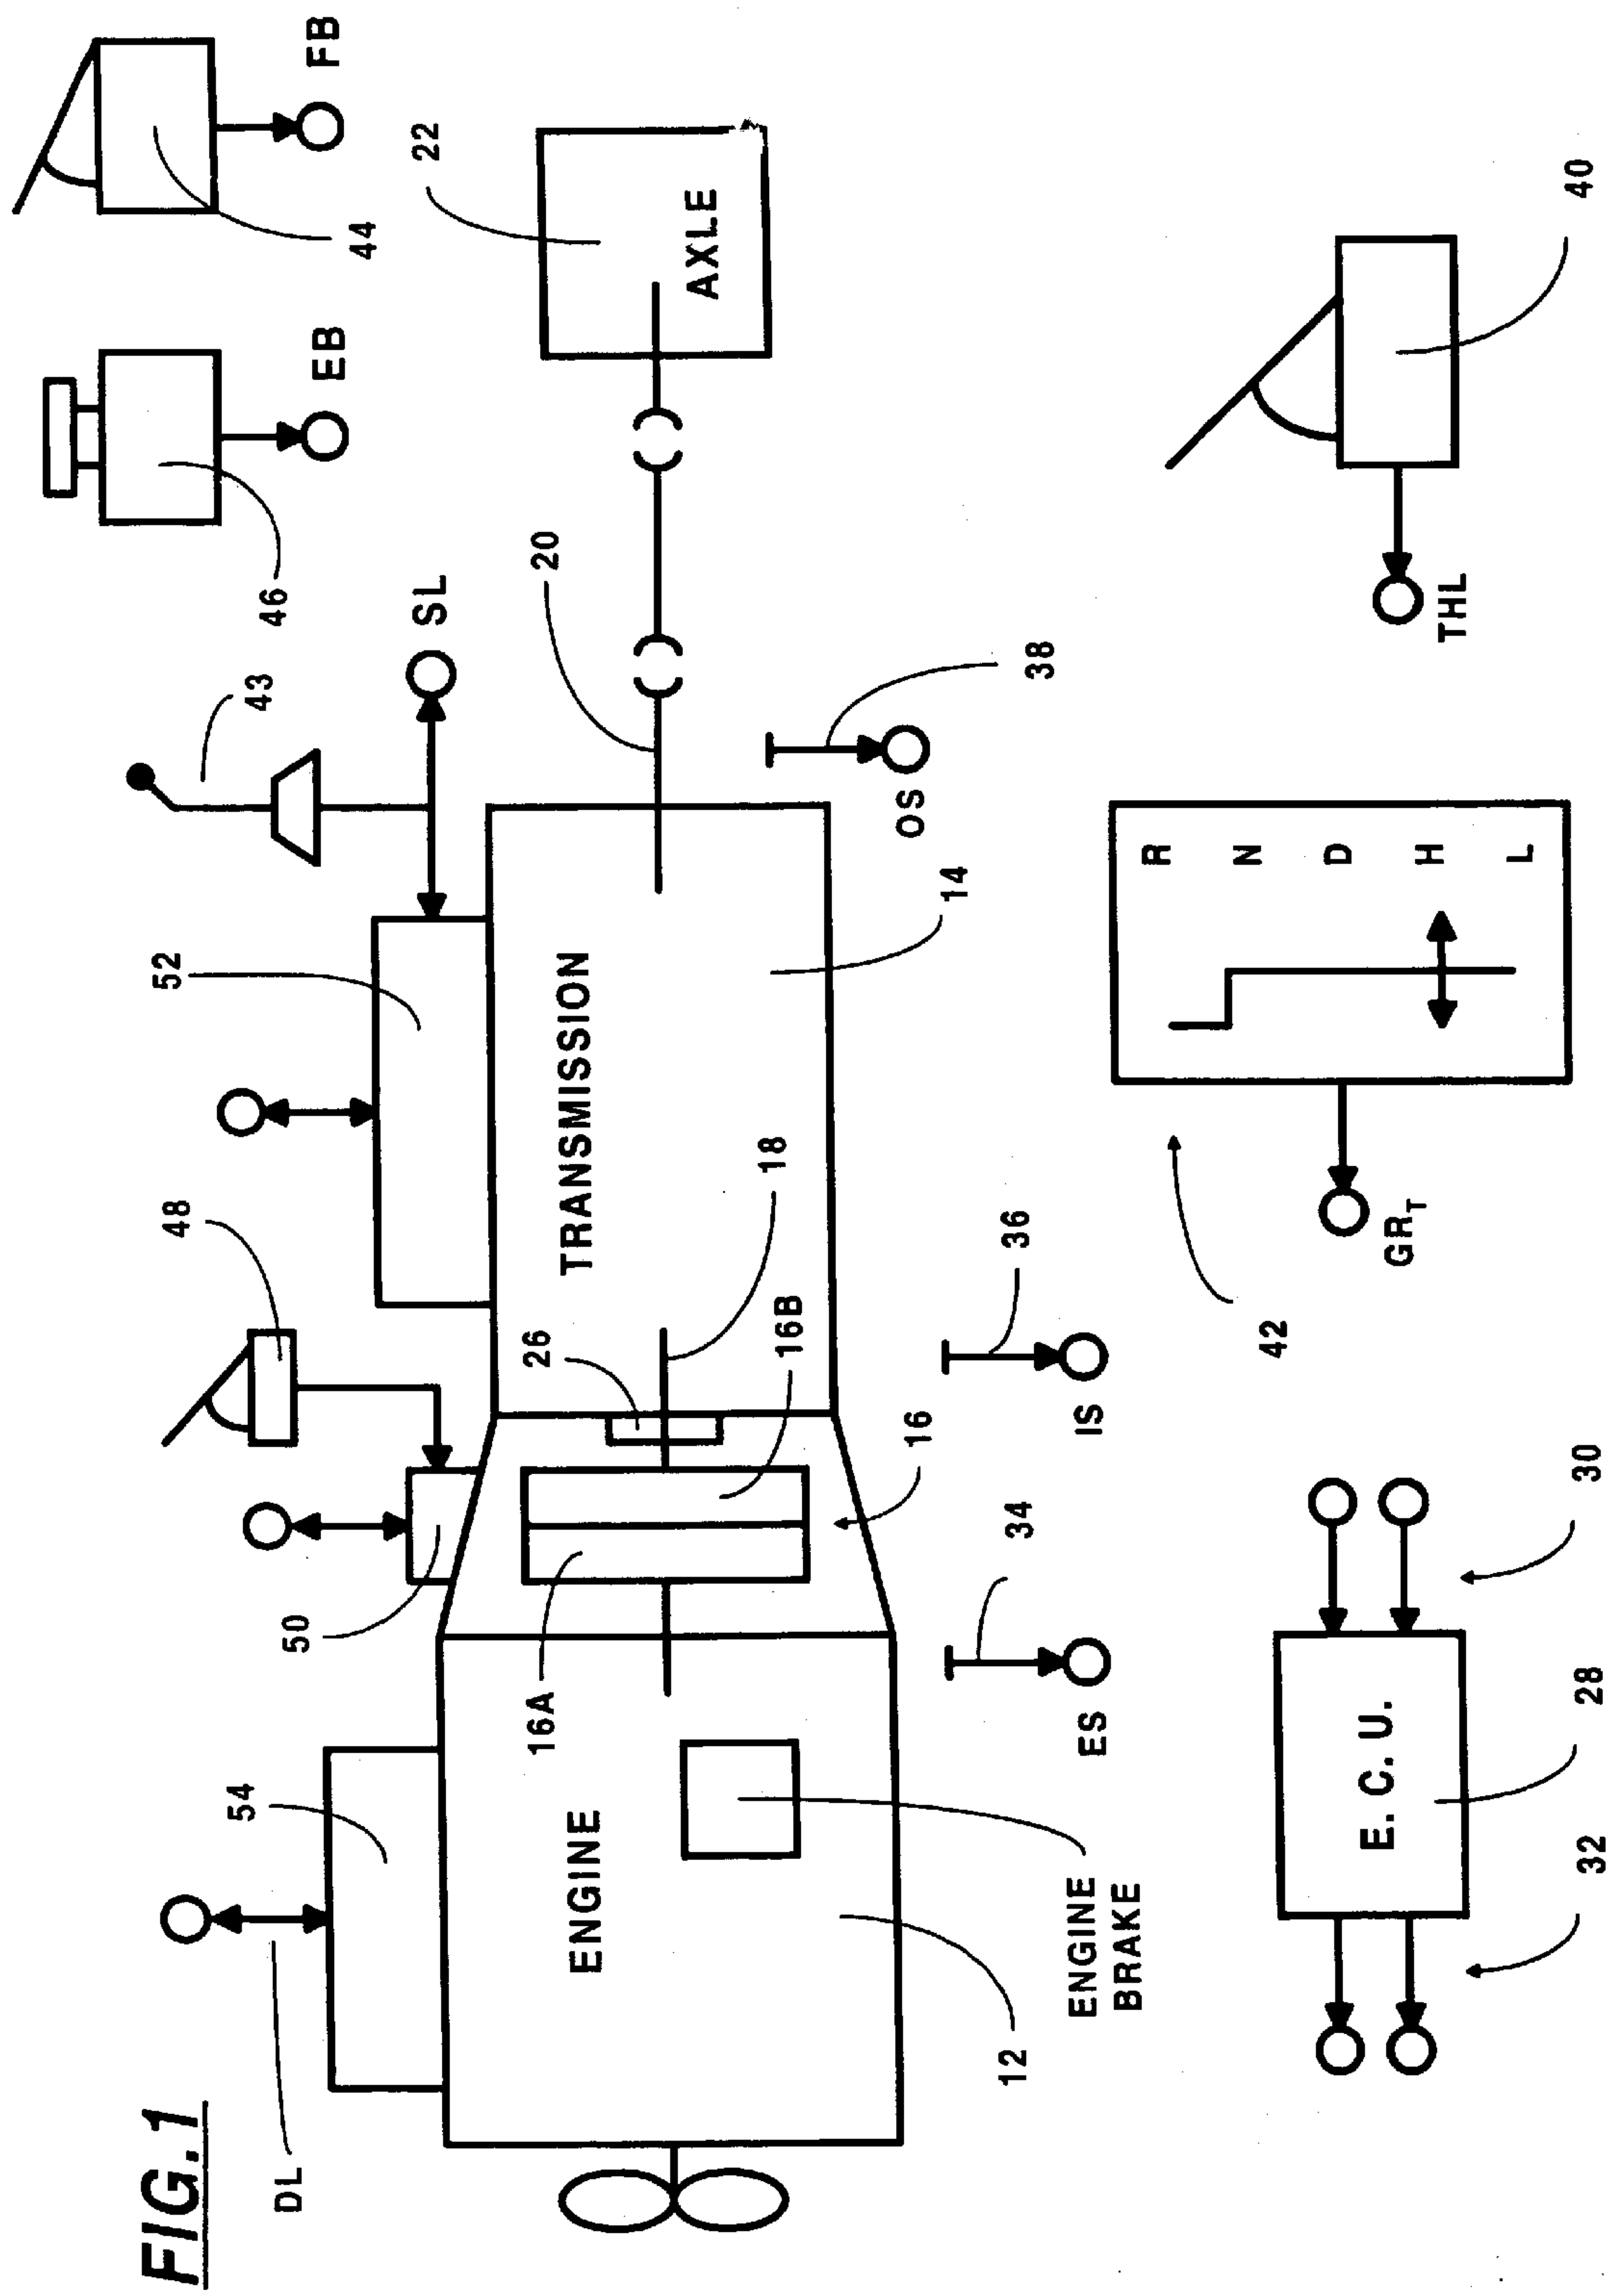 FIG.1
DL
54
50
48
52
43
SL
46
EB
44
FB
ENGINE
16A
26
16B
18
TRANSMISSION
20
22
AXLE
12
ENGINE
BRAKE
ES
34
16
IS
36
14
OS
38
32
E. C. U.
28
30
42
GR_T
R
N
D
H
L
THL
40